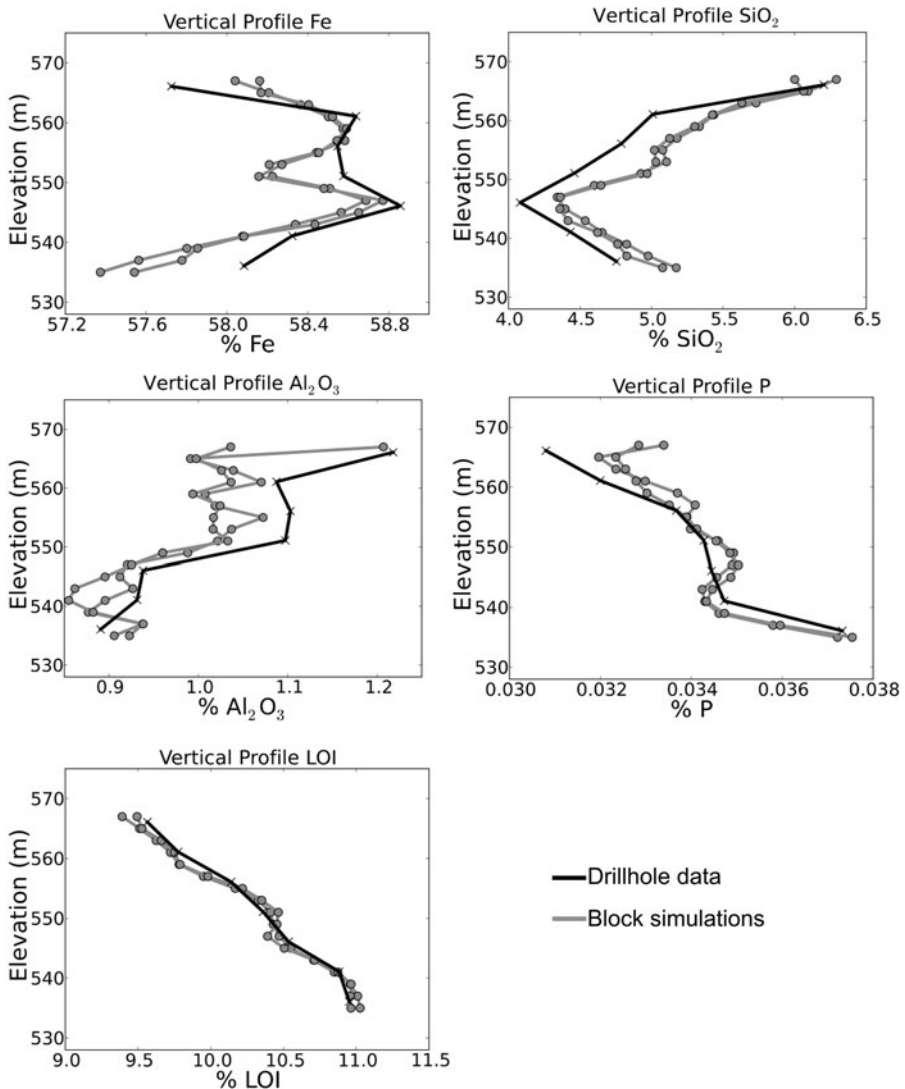 Vertical Profile Fe
Elevation (m)
570
560
550
540
530
57.2 57.6 58.0 58.4 58.8
% Fe
Vertical Profile SiO₂
Elevation (m)
570
560
550
540
530
4.0 4.5 5.0 5.5 6.0 6.5
% SiO₂
Vertical Profile Al₂O₃
Elevation (m)
570
560
550
540
530
0.9 1.0 1.1 1.2
% Al₂O₃
Vertical Profile P
Elevation (m)
570
560
550
540
530
0.030 0.032 0.034 0.036 0.038
% P
Vertical Profile LOI
Elevation (m)
570
560
550
540
530
9.0 9.5 10.0 10.5 11.0 11.5
% LOI
Drillhole data
Block simulations